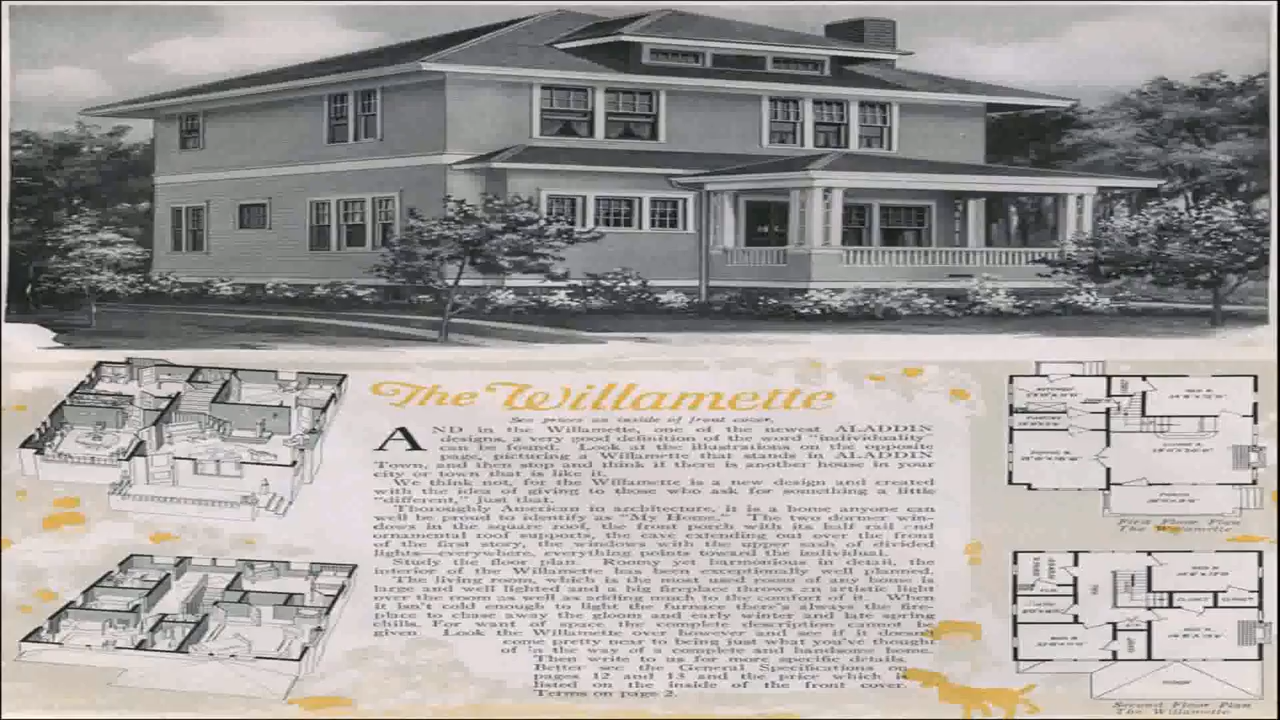 The Willamette
See prices on inside of front cover.
AND in the Willamette, one of the newest ALADDIN
designs, a very good definition of the word "individuality"
can be found. Look at the illustrations on the opposite
page, picturing a Willamette that stands in ALADDIN
Town, and then stop and think if there is another house in your
city or town that is like it.
We think not, for the Willamette is a new design and created
with the idea of giving to those who ask for something a little
"different," just that.
Thoroughly American in architecture, it is a home anyone can
well be proud to identify as "My Home." The two dormer win-
dows in the square roof, the front porch with its half rail and
ornamental roof supports, the eave extending out over the front
of the first story, the windows with the upper sash of divided
lights—everywhere, everything points toward the individual.
Study the floor plan. Roomy yet harmonious in detail, the
interior of the Willamette has been exceptionally well planned.
The living room, which is the most used room of any home is
large and well lighted and a big fireplace throws an artistic light
over the room as well as adding much to the comfort of it. When
it isn't cold enough to light the furnace there's always the fire-
place to chase away the gloom and early winter and late spring
chills. For want of space the complete description cannot be
given. Look the Willamette over however and see if it doesn't
come pretty near to being just what you've thought
of in the way of a complete and handsome home.
Then write to us for more specific details.
Better see the General Specifications on
pages 12 and 13 and the price which is
listed on the inside of the front cover.
Terms on page 2.
PORCH
First Floor Plan
The Willamette
HALL
CLOSET
CLOSET
Second Floor Plan
The Willamette